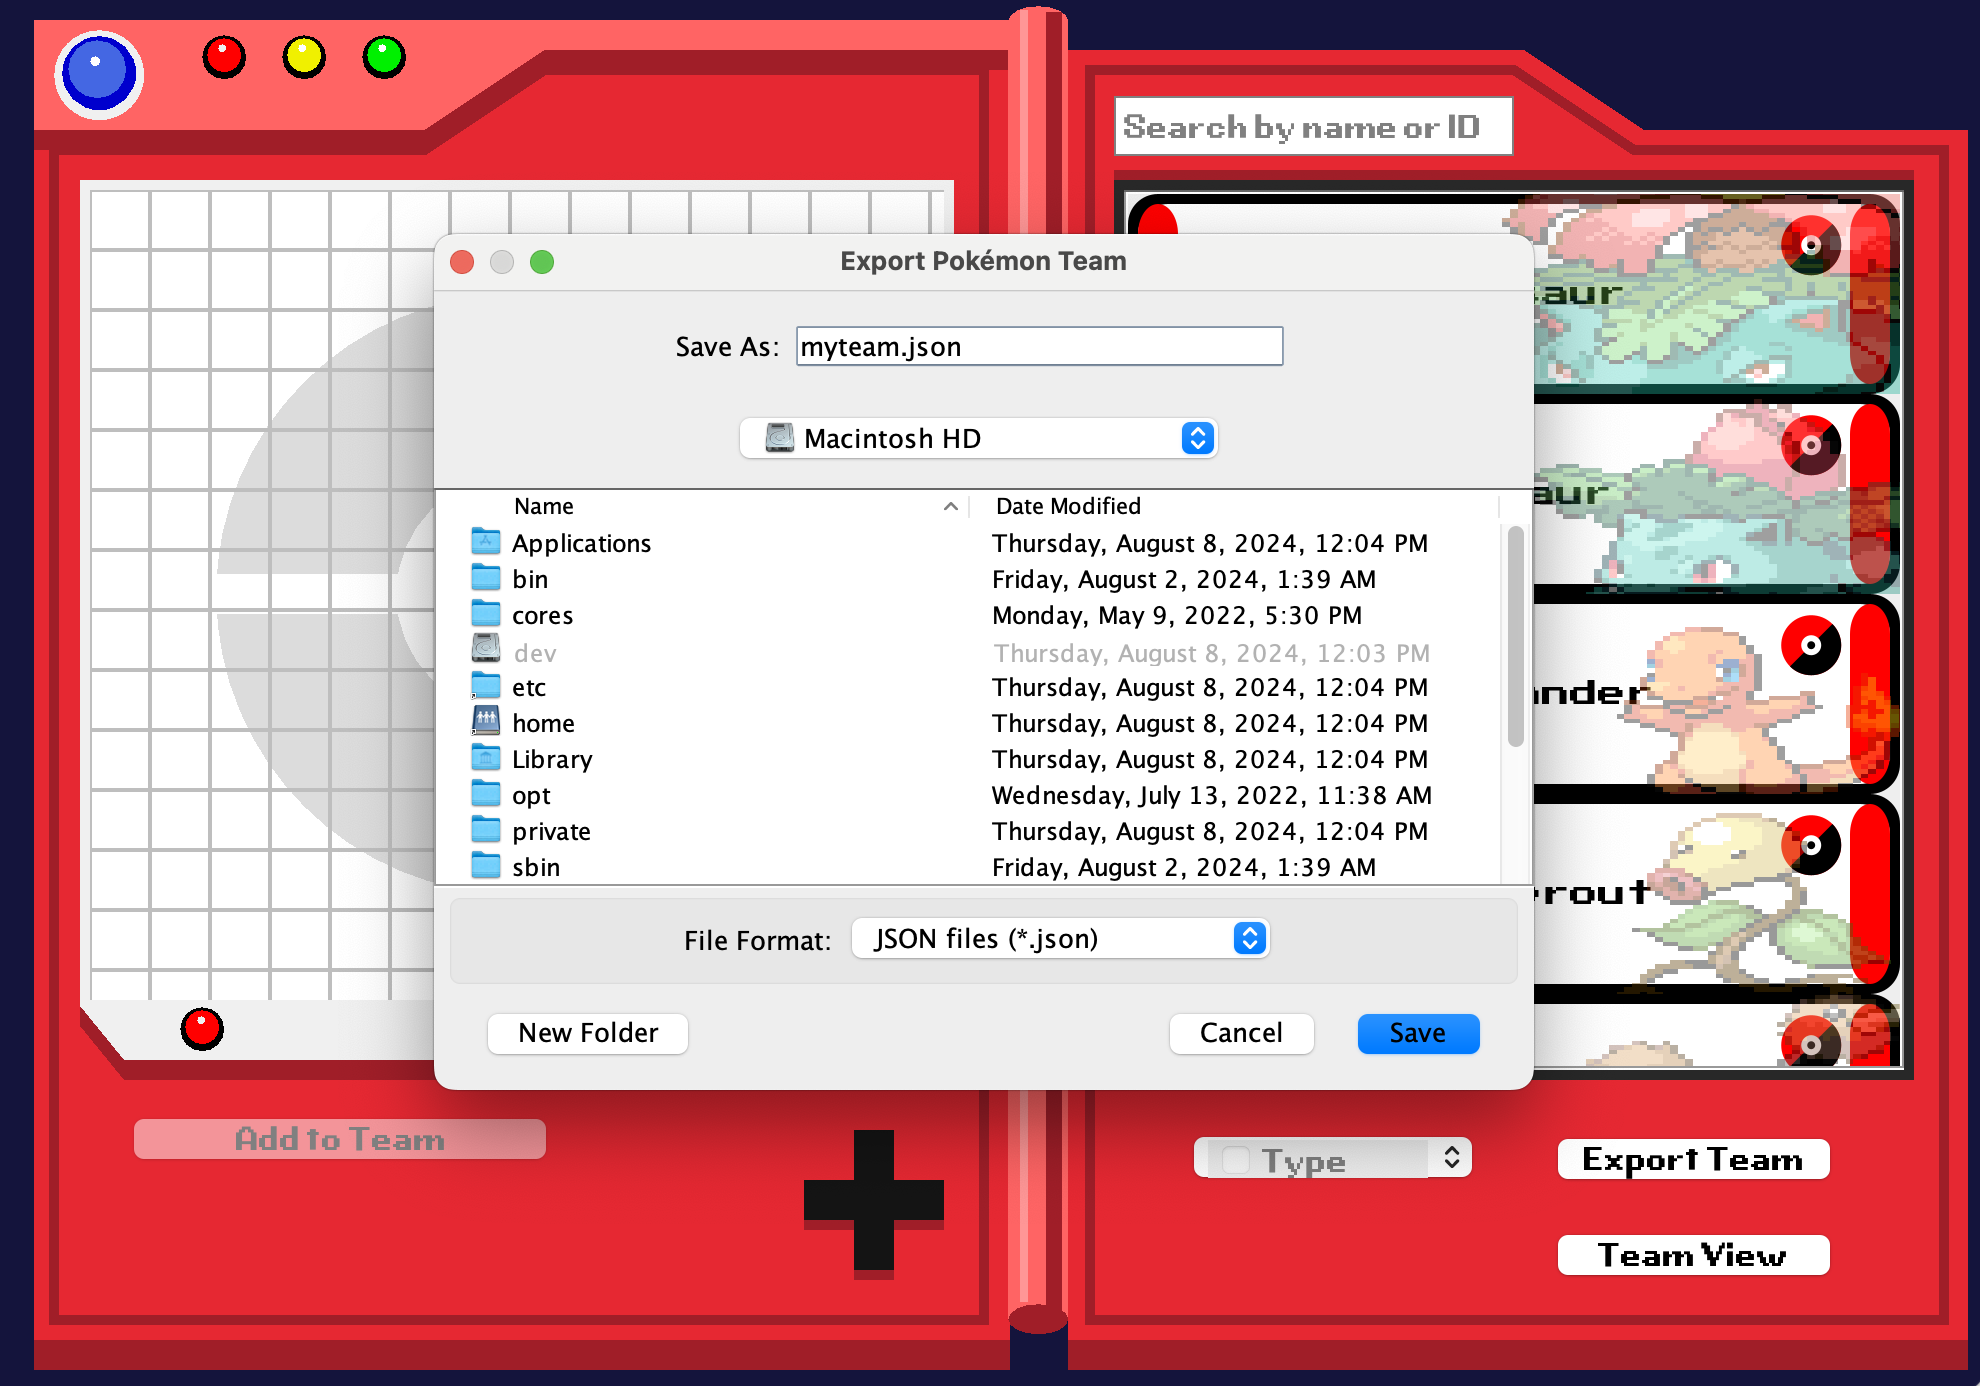 Search by name or ID
Export Pokémon Team
Save As: myteam.json
Macintosh HD
Name Date Modified
Applications Thursday, August 8, 2024, 12:04 PM
bin Friday, August 2, 2024, 1:39 AM
cores Monday, May 9, 2022, 5:30 PM
dev Thursday, August 8, 2024, 12:03 PM
etc Thursday, August 8, 2024, 12:04 PM
home Thursday, August 8, 2024, 12:04 PM
Library Thursday, August 8, 2024, 12:04 PM
opt Wednesday, July 13, 2022, 11:38 AM
private Thursday, August 8, 2024, 12:04 PM
sbin Friday, August 2, 2024, 1:39 AM
File Format: JSON files (*.json)
New Folder Cancel Save
aur
aur
nder
rout
Add to Team
Type
Export Team
Team View